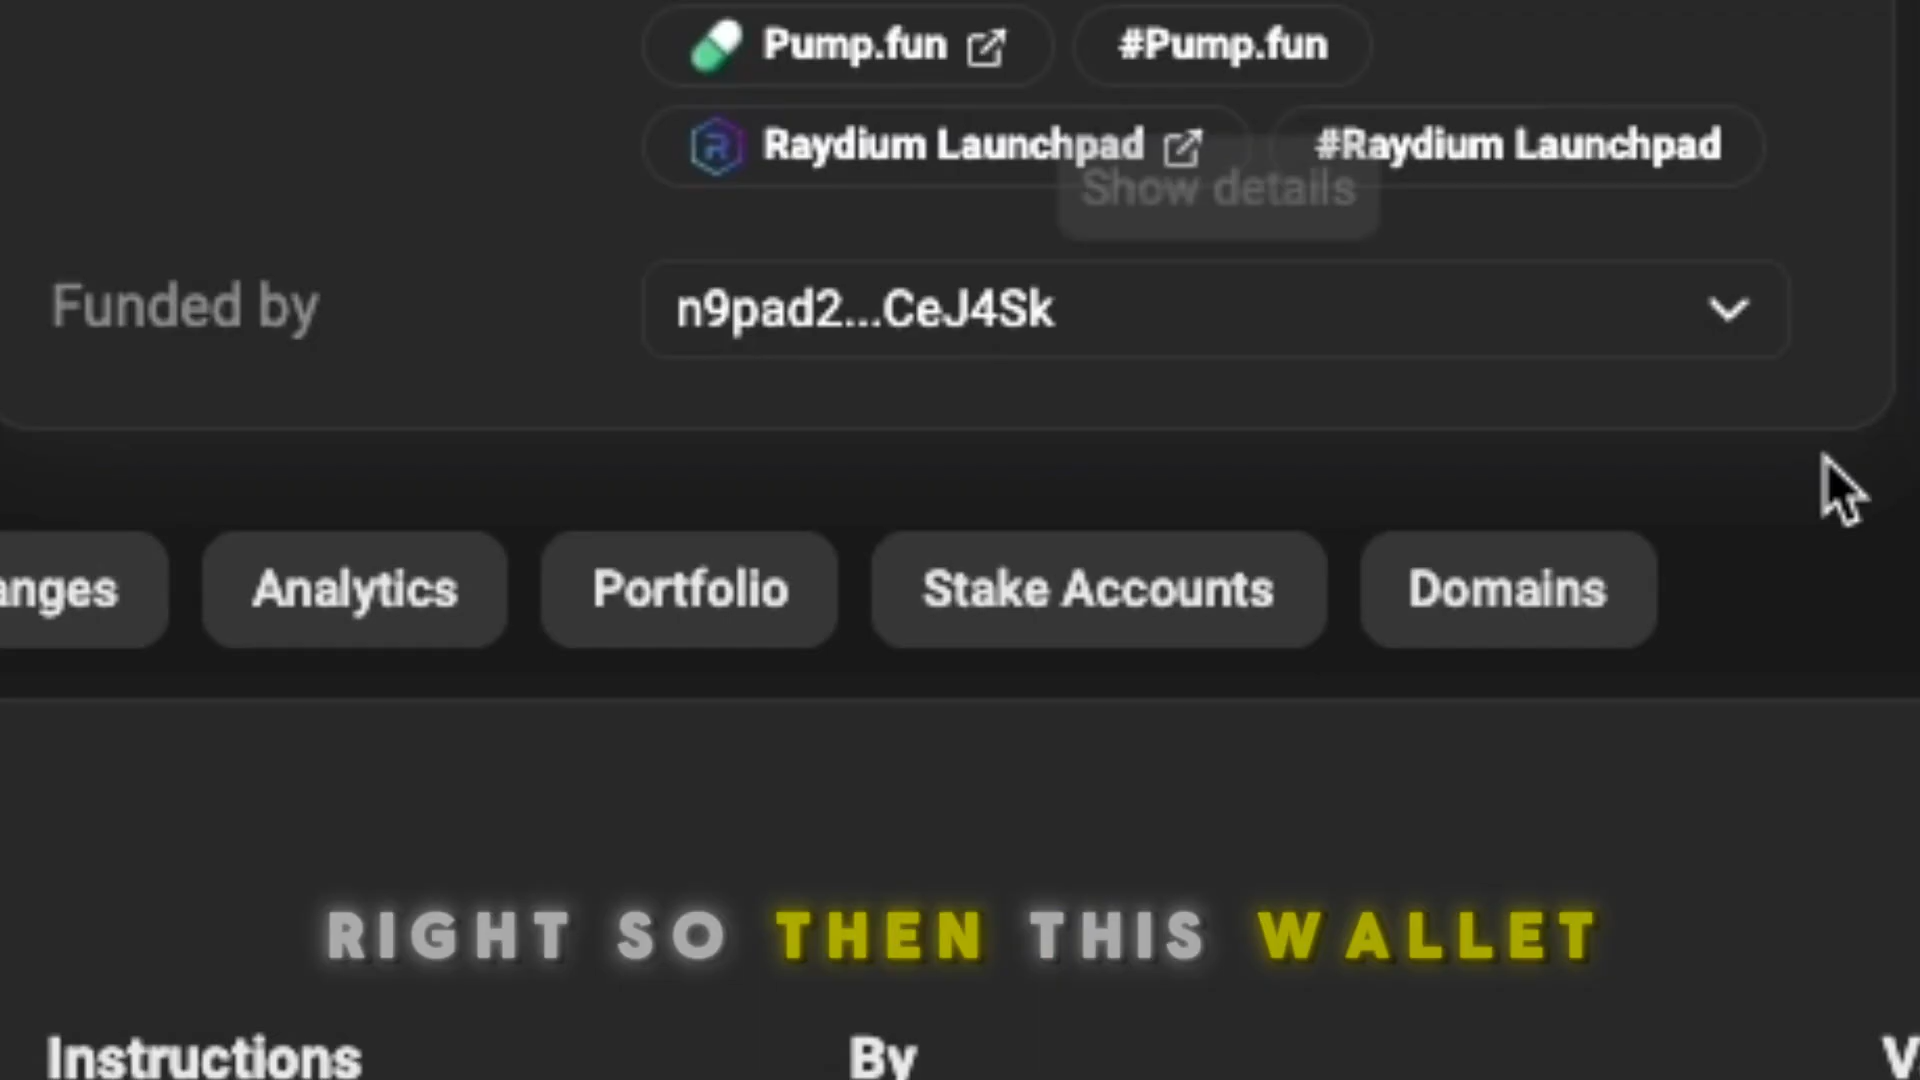 Pump.fun #Pump.fun
Raydium Launchpad #Raydium Launchpad
Show details
Funded by n9pad2...CeJ4Sk
anges Analytics Portfolio Stake Accounts Domains
RIGHT SO THEN THIS WALLET
Instructions By V